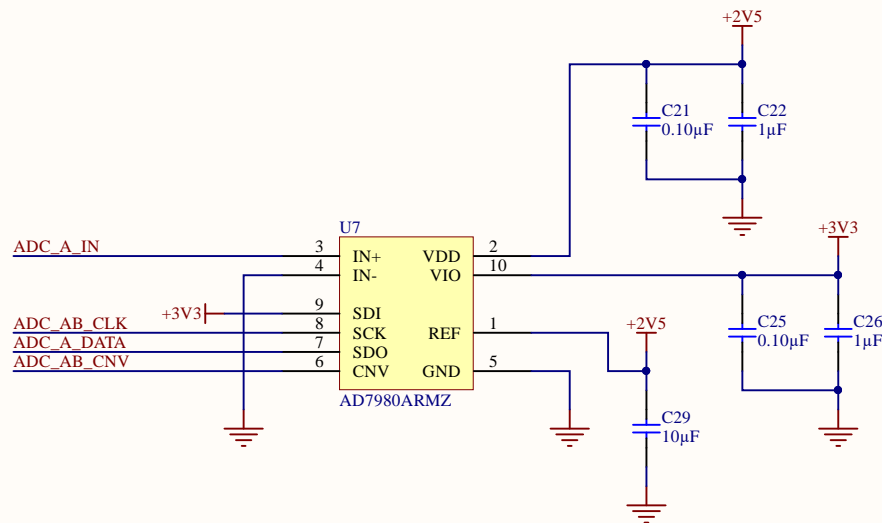 +2V5
C21
0.10µF
C22
1µF
U7
+3V3
ADC_A_IN
3
IN+
VDD
2
4
IN-
VIO
10
+3V3
9
SDI
ADC_AB_CLK
8
SCK
REF
1
+2V5
C25
0.10µF
C26
1µF
ADC_A_DATA
7
SDO
ADC_AB_CNV
6
CNV
GND
5
AD7980ARMZ
C29
10µF